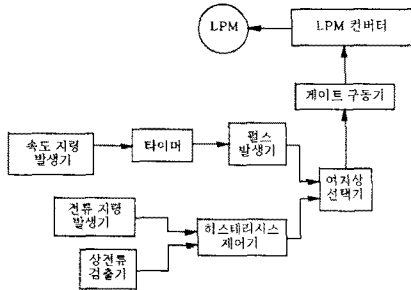 LPM
LPM 컨버터
게이트 구동기
속도 지령
발생기
타이머
펄스
발생기
여자상
선택기
전류 지령
발생기
히스테리시스
제어기
상전류
검출기